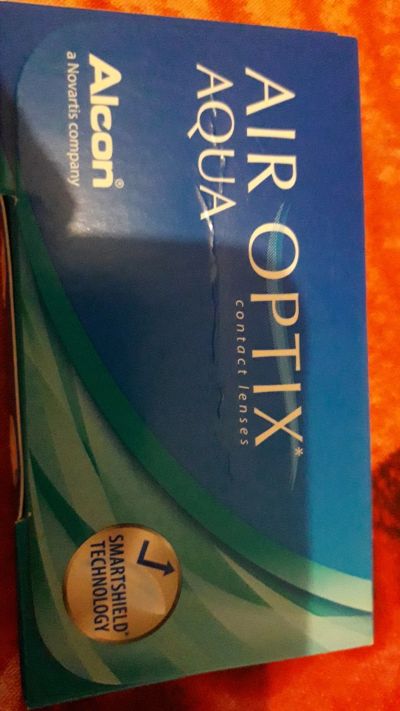 AIR OPTIX*
AQUA
contact lenses
Alcon®
a Novartis company
SMARTSHIELD®
TECHNOLOGY